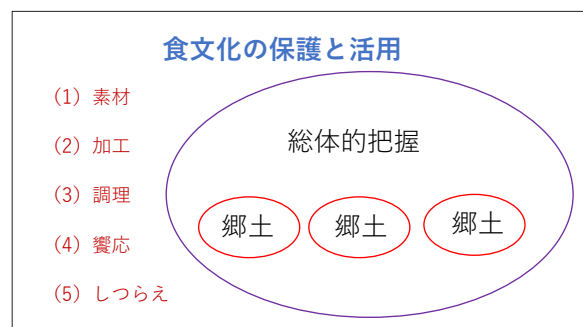 食文化の保護と活用
(1) 素材
(2) 加工
(3) 調理
(4) 饗応
(5) しつらえ
総体的把握
郷土
郷土
郷土